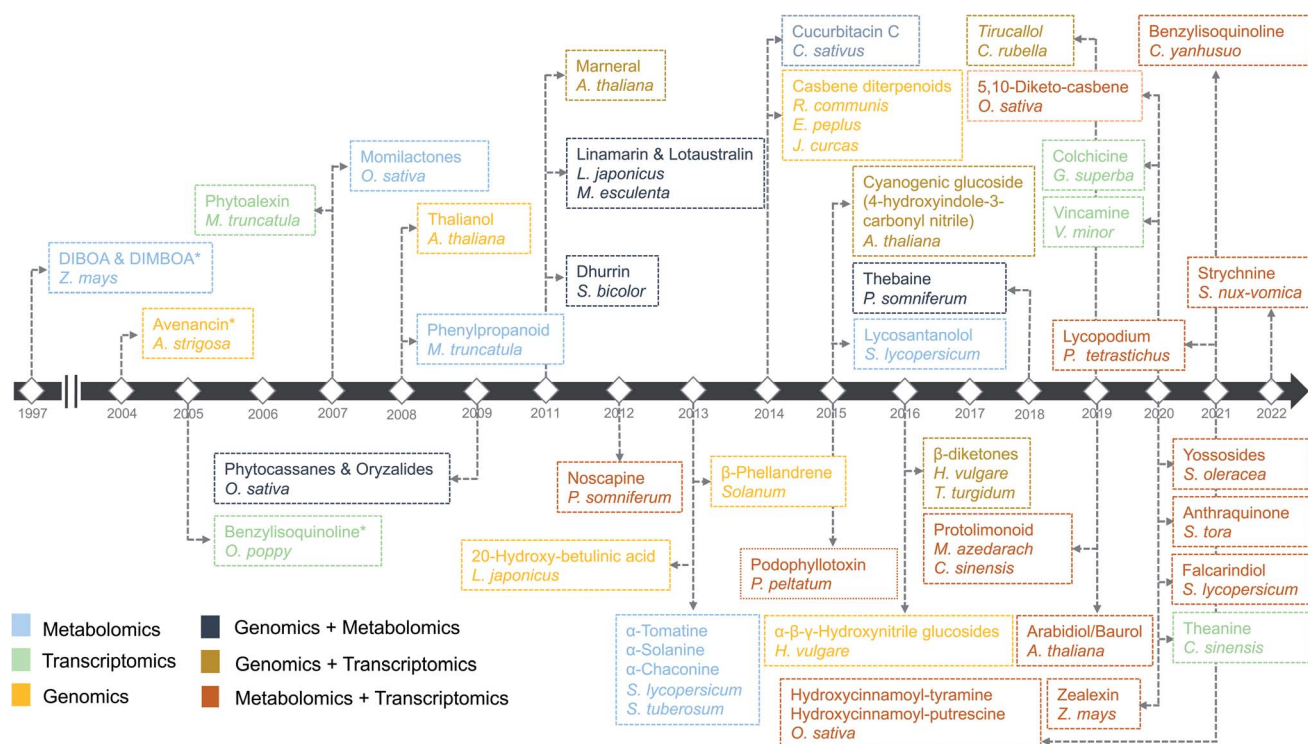 Cucurbitacin C
C. sativus
Tirucallol
C. rubella
Benzylisoquinoline
C. yanhusuo
Marneral
A. thaliana
Casbene diterpenoids
R. communis
E. peplus
J. curcas
5,10-Diketo-casbene
O. sativa
Momilactones
O. sativa
Linamarin & Lotaustralin
L. japonicus
M. esculenta
Cyanogenic glucoside
(4-hydroxyindole-3-
carbonyl nitrile)
A. thaliana
Colchicine
G. superba
Phytoalexin
M. truncatula
Thalianol
A. thaliana
Vincamine
V. minor
DIBOA & DIMBOA*
Z. mays
Dhurrin
S. bicolor
Thebaine
P. somniferum
Strychnine
S. nux-vomica
Avenancin*
A. strigosa
Phenylpropanoid
M. truncatula
Lycosantanolol
S. lycopersicum
Lycopodium
P. tetrastichus
1997 2004 2005 2006 2007 2008 2009 2011 2012 2013 2014 2015 2016 2017 2018 2019 2020 2021 2022
Phytocassanes & Oryzalides
O. sativa
Noscapine
P. somniferum
β-Phellandrene
Solanum
β-diketones
H. vulgare
T. turgidum
Yossosides
S. oleracea
Benzylisoquinoline*
O. poppy
20-Hydroxy-betulinic acid
L. japonicus
Podophyllotoxin
P. peltatum
Protolimonoid
M. azedarach
C. sinensis
Anthraquinone
S. tora
Falcarindiol
S. lycopersicum
α-Tomatine
α-Solanine
α-Chaconine
S. lycopersicum
S. tuberosum
α-β-γ-Hydroxynitrile glucosides
H. vulgare
Arabidiol/Baurol
A. thaliana
Theanine
C. sinensis
Hydroxycinnamoyl-tyramine
Hydroxycinnamoyl-putrescine
O. sativa
Zealexin
Z. mays
Metabolomics
Transcriptomics
Genomics
Genomics + Metabolomics
Genomics + Transcriptomics
Metabolomics + Transcriptomics